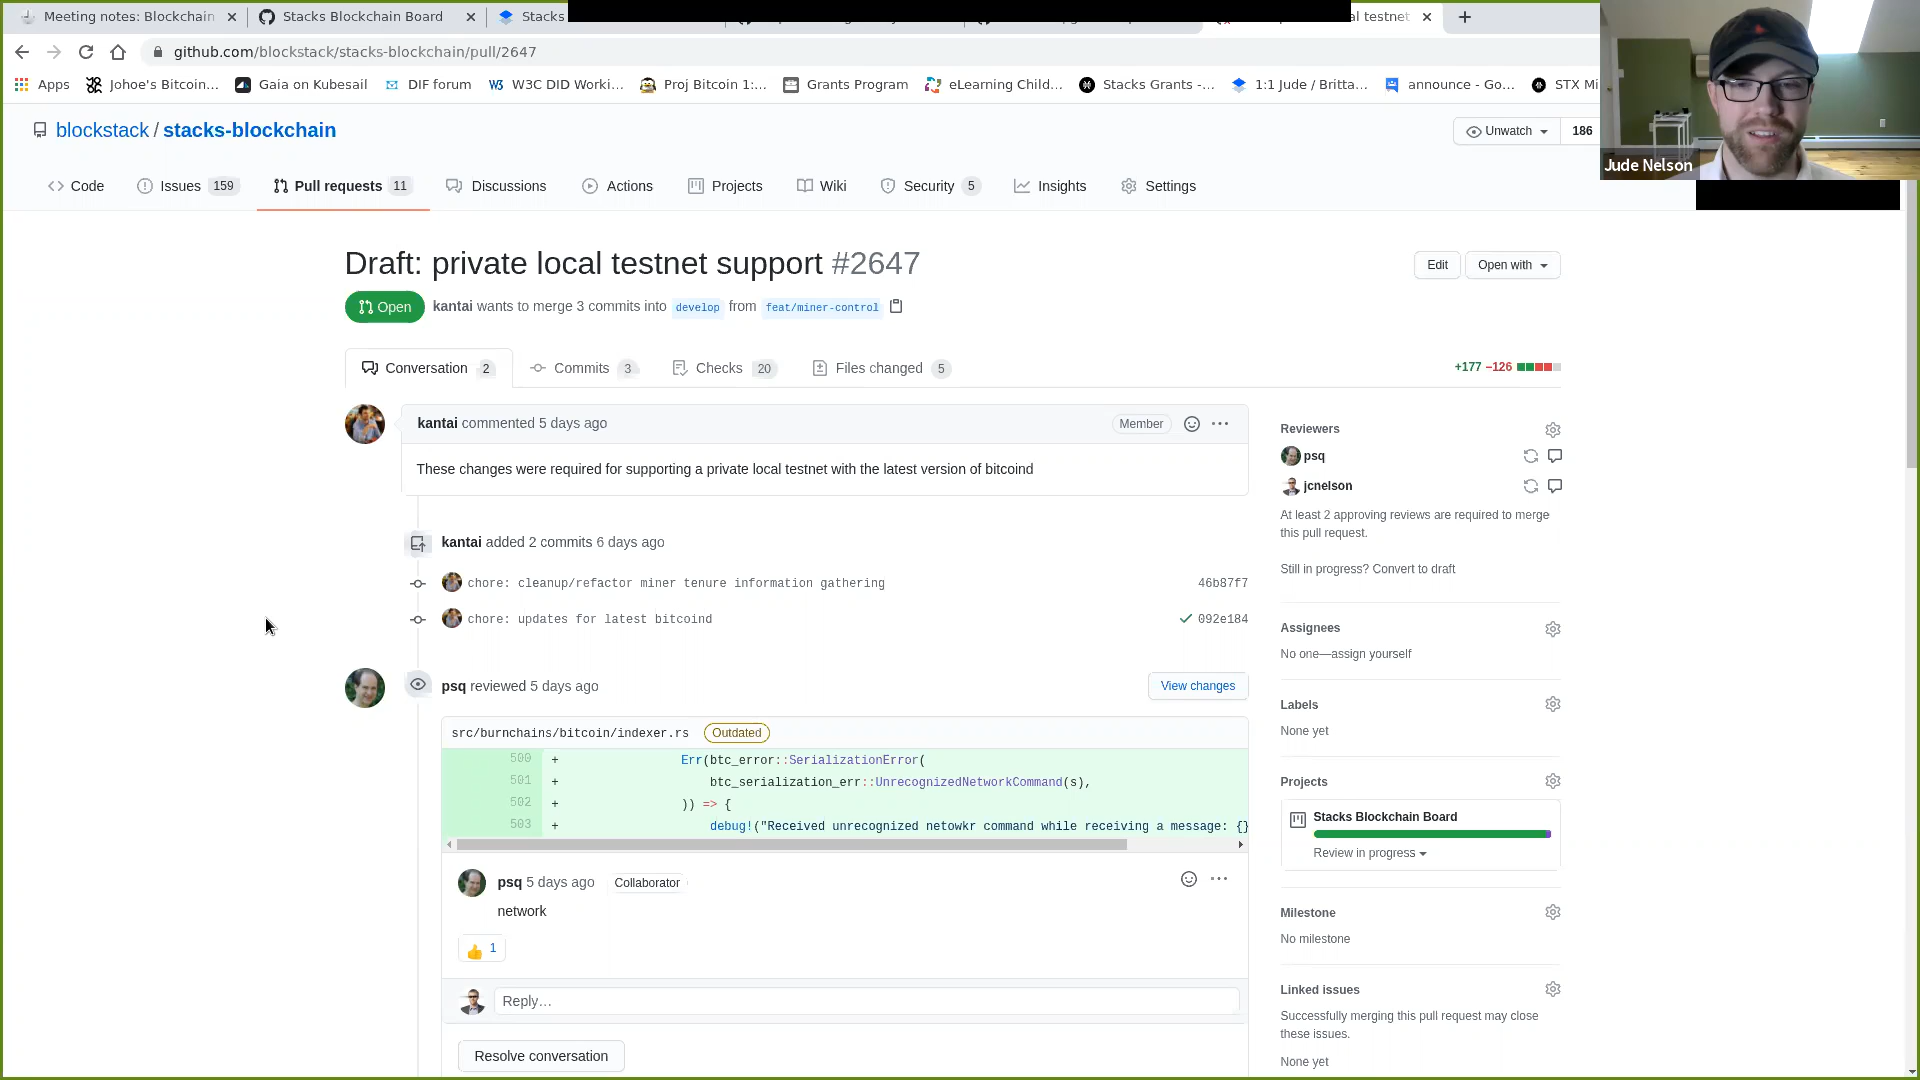 Meeting notes: Blockchain
Stacks Blockchain Board
Stacks
al testnet
github.com/blockstack/stacks-blockchain/pull/2647
Apps
Johoe's Bitcoin...
Gaia on Kubesail
DIF forum
W3C DID Worki...
Proj Bitcoin 1:...
Grants Program
eLearning Child...
Stacks Grants -...
1:1 Jude / Britta...
announce - Go...
STX Mi
Jude Nelson
blockstack / stacks-blockchain
Unwatch
186
Code
Issues 159
Pull requests 11
Discussions
Actions
Projects
Wiki
Security 5
Insights
Settings
Draft: private local testnet support #2647
Edit
Open with
Open
kantai wants to merge 3 commits into develop from feat/miner-control
Conversation 2
Commits 3
Checks 20
Files changed 5
+177 −126
kantai commented 5 days ago
Member
These changes were required for supporting a private local testnet with the latest version of bitcoind
kantai added 2 commits 6 days ago
chore: cleanup/refactor miner tenure information gathering 46b87f7
chore: updates for latest bitcoind 092e184
psq reviewed 5 days ago
View changes
src/burnchains/bitcoin/indexer.rs Outdated
500 + Err(btc_error::SerializationError(
501 + btc_serialization_err::UnrecognizedNetworkCommand(s),
502 + )) => {
503 + debug!("Received unrecognized netowkr command while receiving a message: {}
psq 5 days ago Collaborator
network
👍 1
Reply…
Resolve conversation
Reviewers
psq
jcnelson
At least 2 approving reviews are required to merge
this pull request.
Still in progress? Convert to draft
Assignees
No one—assign yourself
Labels
None yet
Projects
Stacks Blockchain Board
Review in progress
Milestone
No milestone
Linked issues
Successfully merging this pull request may close
these issues.
None yet